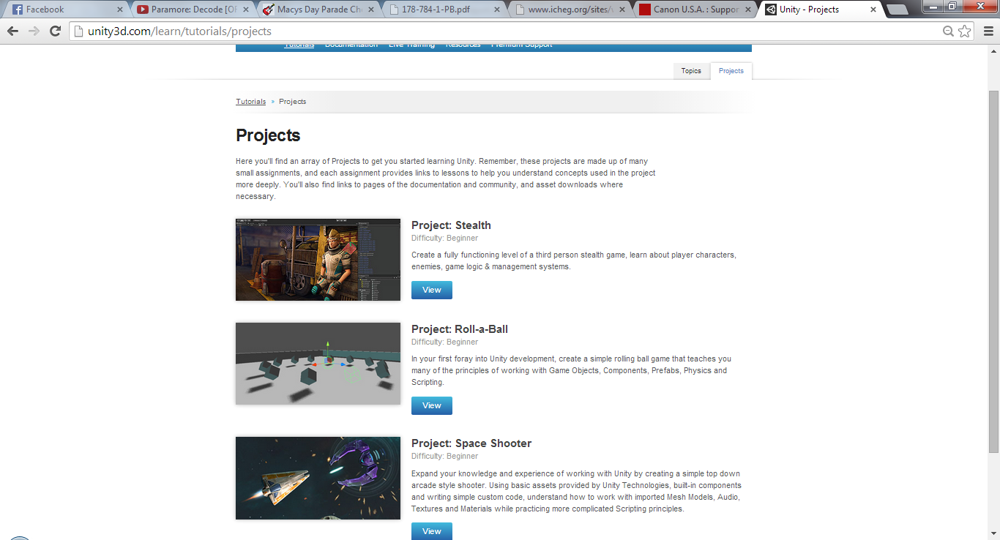 Facebook
Paramore: Decode [OF
Macys Day Parade Ch
178-784-1-PB.pdf
www.icheg.org/sites/
Canon U.S.A. : Suppor
Unity - Projects
unity3d.com/learn/tutorials/projects
Tutorials Documentation Live Training Resources Premium Support
Topics Projects
Tutorials » Projects
Projects
Here you'll find an array of Projects to get you started learning Unity. Remember, these projects are made up of many
small assignments, and each assignment provides links to lessons to help you understand concepts used in the project
more deeply. You'll also find links to pages of the documentation and community, and asset downloads where
necessary.
Project: Stealth
Difficulty: Beginner
Create a fully functioning level of a third person stealth game, learn about player characters,
enemies, game logic & management systems.
View
Project: Roll-a-Ball
Difficulty: Beginner
In your first foray into Unity development, create a simple rolling ball game that teaches you
many of the principles of working with Game Objects, Components, Prefabs, Physics and
Scripting.
View
Project: Space Shooter
Difficulty: Beginner
Expand your knowledge and experience of working with Unity by creating a simple top down
arcade style shooter. Using basic assets provided by Unity Technologies, built-in components
and writing simple custom code, understand how to work with imported Mesh Models, Audio,
Textures and Materials while practicing more complicated Scripting principles.
View